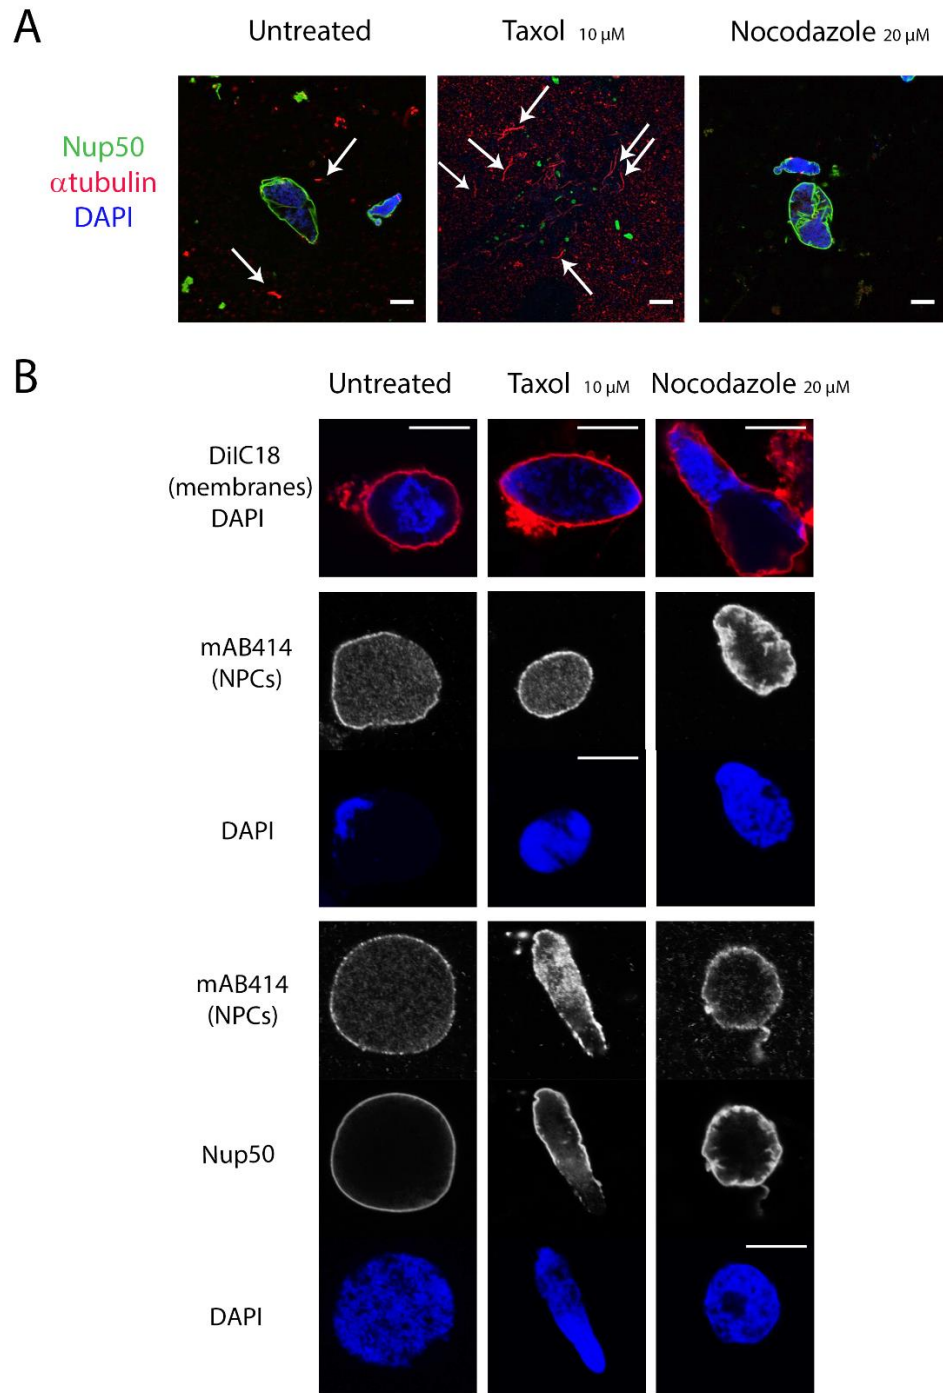 A
Untreated
Taxol 10 µM
Nocodazole 20 µM
Nup50
αtubulin
DAPI
B
Untreated
Taxol 10 µM
Nocodazole 20 µM
DiIC18
(membranes)
DAPI
mAB414
(NPCs)
DAPI
mAB414
(NPCs)
Nup50
DAPI